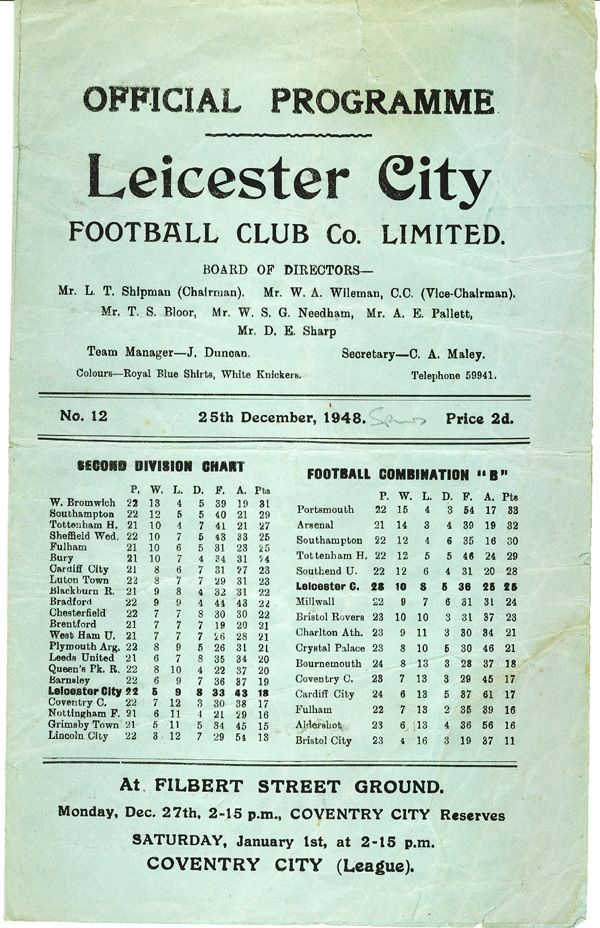 OFFICIAL PROGRAMME
Leicester City
FOOTBALL CLUB Co. LIMITED.
BOARD OF DIRECTORS—
Mr. L. T. Shipman (Chairman). Mr. W. A. Wileman, C.C. (Vice-Chairman).
Mr. T. S. Bloor, Mr. W. S. G. Needham, Mr. A. E. Pallett,
Mr. D. E. Sharp
Team Manager—J. Duncan. Secretary—C. A. Maley.
Colours—Royal Blue Shirts, White Knickers. Telephone 59941.
No. 12 25th December, 1948. Spurs Price 2d.
SECOND DIVISION CHART
P. W. L. D. F. A. Pts
W. Bromwich 22 13 4 5 39 19 31
Southampton 22 12 5 5 40 21 29
Tottenham H. 21 10 4 7 41 21 27
Sheffield Wed. 22 10 7 5 43 33 25
Fulham 21 10 6 5 31 23 25
Bury 21 10 7 4 34 31 24
Cardiff City 21 8 6 7 31 27 23
Luton Town 22 8 7 7 29 31 23
Blackburn R. 21 9 8 4 32 31 22
Bradford 22 9 9 4 44 43 22
Chesterfield 22 7 7 8 30 30 22
Brentford 21 7 7 7 19 20 21
West Ham U. 21 7 7 7 26 28 21
Plymouth Arg. 22 8 9 5 26 31 21
Leeds United 21 6 7 8 35 34 20
Queen's Pk. R. 22 8 10 4 22 37 20
Barnsley 22 6 9 7 36 37 19
Leicester City 22 5 9 8 33 43 18
Coventry C. 22 7 12 3 30 38 17
Nottingham F. 21 6 11 4 21 29 16
Grimsby Town 21 5 11 5 34 45 15
Lincoln City 22 3 12 7 29 54 13
FOOTBALL COMBINATION "B"
P. W. L. D. F. A. Pts
Portsmouth 22 15 4 3 54 17 33
Arsenal 21 14 3 4 39 19 32
Southampton 22 12 4 6 35 16 30
Tottenham H. 22 12 5 5 46 24 29
Southend U. 22 12 6 4 31 20 28
Leicester C. 23 10 8 5 36 25 25
Millwall 22 9 7 6 31 31 24
Bristol Rovers 23 10 10 3 31 37 23
Charlton Ath. 23 9 11 3 30 34 21
Crystal Palace 23 8 10 5 30 46 21
Bournemouth 24 8 13 3 28 37 18
Coventry C. 23 7 13 3 29 45 17
Cardiff City 24 6 13 5 37 61 17
Fulham 22 7 13 2 35 39 16
Aldershot 23 6 13 4 36 56 16
Bristol City 23 4 16 3 19 37 11
At FILBERT STREET GROUND.
Monday, Dec. 27th, 2-15 p.m., COVENTRY CITY Reserves
SATURDAY, January 1st, at 2-15 p.m.
COVENTRY CITY (League).